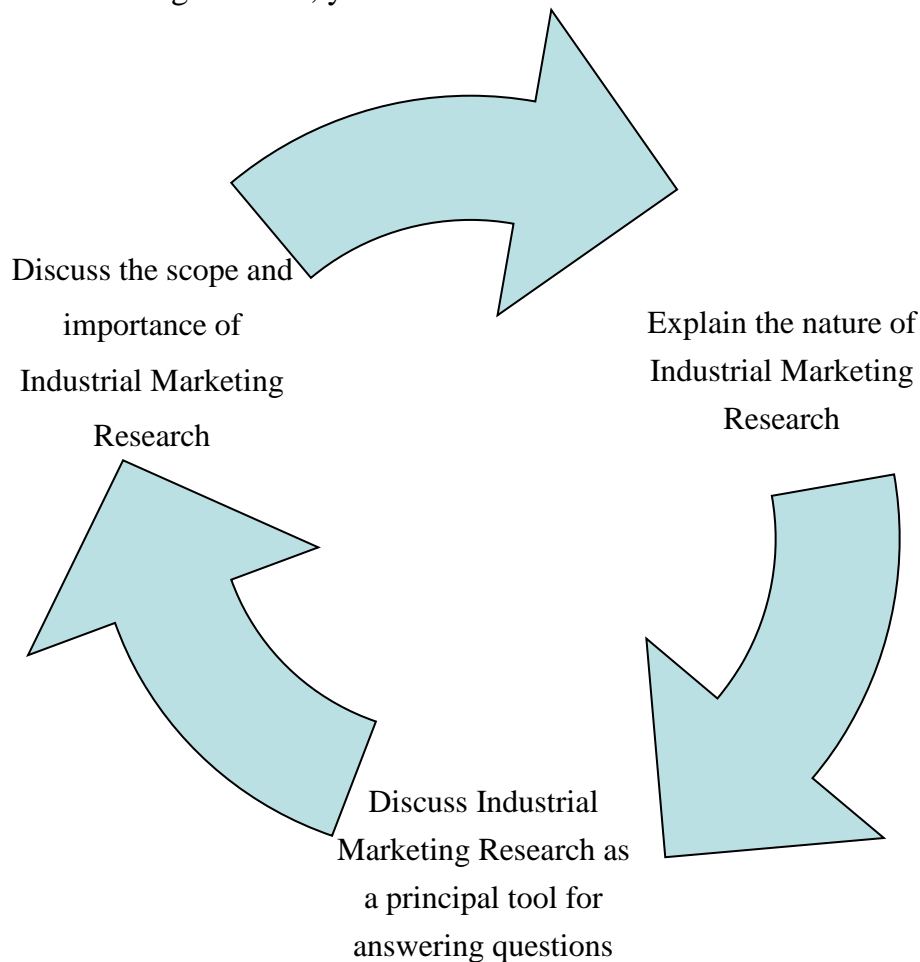 Discuss the scope and
importance of
Industrial Marketing
Research
Explain the nature of
Industrial Marketing
Research
Discuss Industrial
Marketing Research as
a principal tool for
answering questions